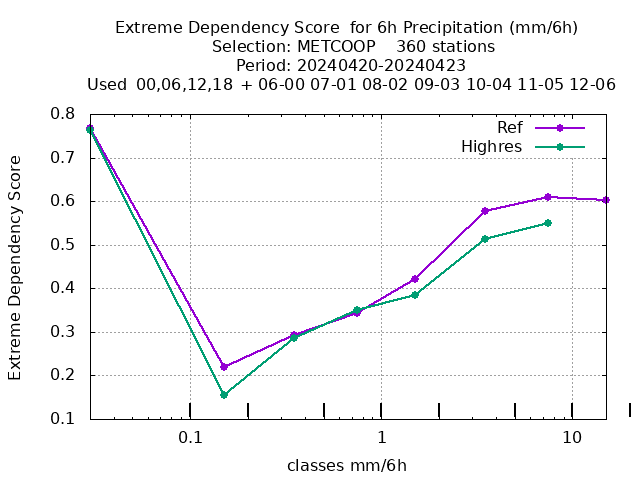 Extreme Dependency Score  for 6h Precipitation (mm/6h)
Selection: METCOOP    360 stations
Period: 20240420-20240423
Used  00,06,12,18  + 06-00 07-01 08-02 09-03 10-04 11-05 12-06
Ref
Highres
Extreme Dependency Score
0.8
0.7
0.6
0.5
0.4
0.3
0.2
0.1
0.1 1 10
classes mm/6h